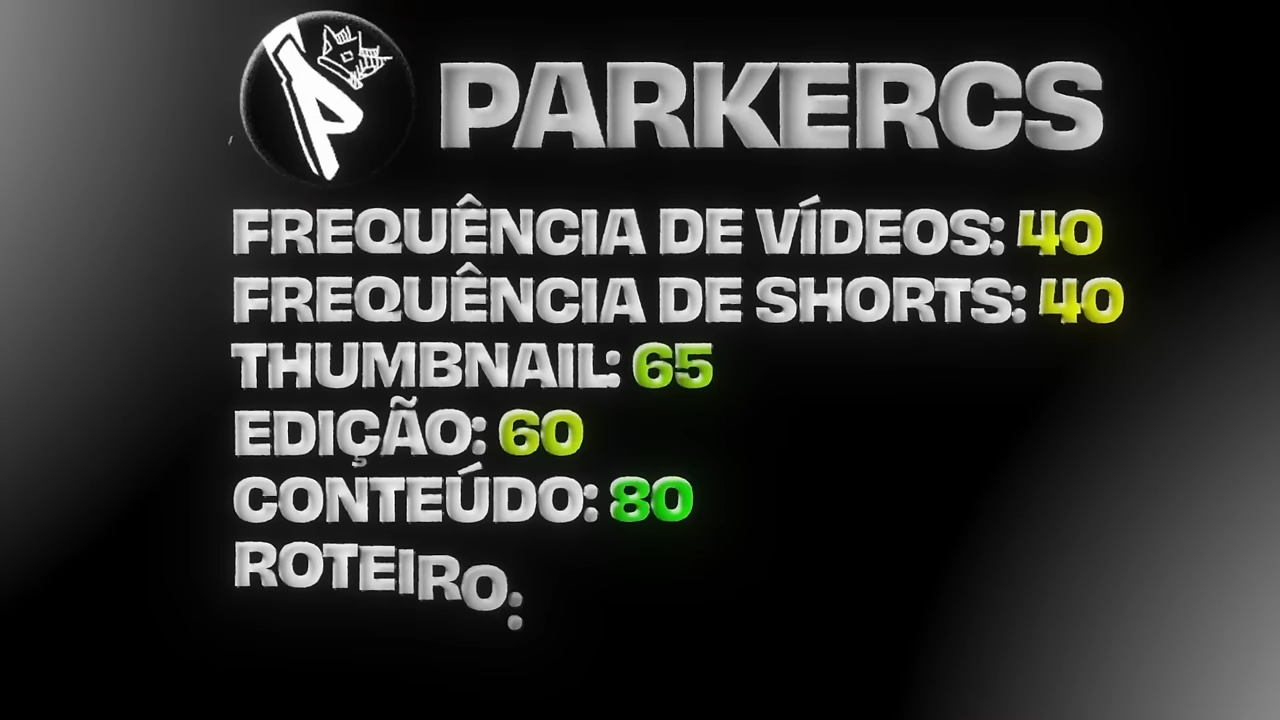 PARKERCS
FREQUÊNCIA DE VÍDEOS: 40
FREQUÊNCIA DE SHORTS: 40
THUMBNAIL: 65
EDIÇÃO: 60
CONTEÚDO: 80
ROTEIRO: